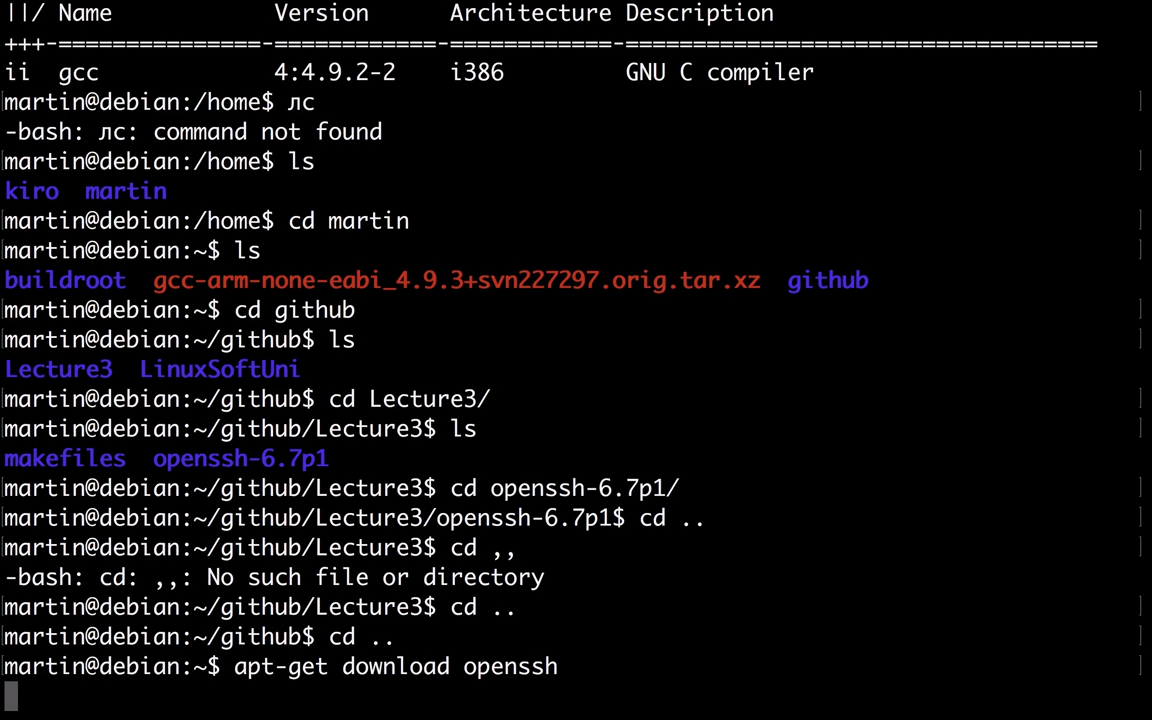 ||/ Name            Version      Architecture Description
+++-===============-============-============-===================================
ii  gcc             4:4.9.2-2    i386         GNU C compiler
martin@debian:/home$ лс
-bash: лс: command not found
martin@debian:/home$ ls
kiro  martin
martin@debian:/home$ cd martin
martin@debian:~$ ls
buildroot  gcc-arm-none-eabi_4.9.3+svn227297.orig.tar.xz  github
martin@debian:~$ cd github
martin@debian:~/github$ ls
Lecture3  LinuxSoftUni
martin@debian:~/github$ cd Lecture3/
martin@debian:~/github/Lecture3$ ls
makefiles  openssh-6.7p1
martin@debian:~/github/Lecture3$ cd openssh-6.7p1/
martin@debian:~/github/Lecture3/openssh-6.7p1$ cd ..
martin@debian:~/github/Lecture3$ cd ,,
-bash: cd: ,,: No such file or directory
martin@debian:~/github/Lecture3$ cd ..
martin@debian:~/github$ cd ..
martin@debian:~$ apt-get download openssh